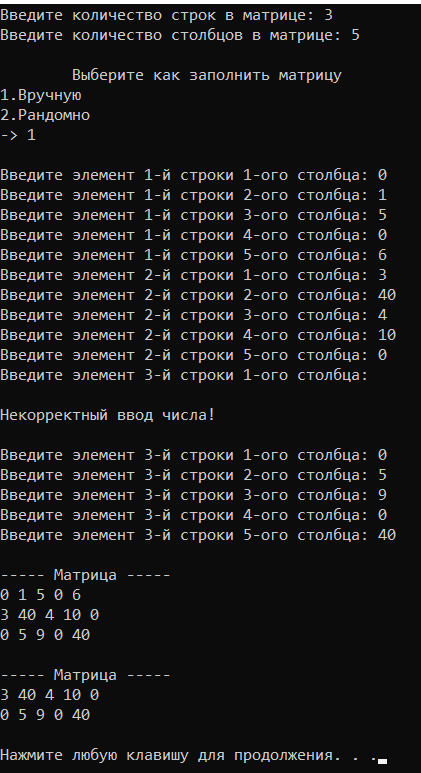 Введите количество строк в матрице: 3
Введите количество столбцов в матрице: 5
Выберите как заполнить матрицу
1.Вручную
2.Рандомно
-> 1
Введите элемент 1-й строки 1-ого столбца: 0
Введите элемент 1-й строки 2-ого столбца: 1
Введите элемент 1-й строки 3-ого столбца: 5
Введите элемент 1-й строки 4-ого столбца: 0
Введите элемент 1-й строки 5-ого столбца: 6
Введите элемент 2-й строки 1-ого столбца: 3
Введите элемент 2-й строки 2-ого столбца: 40
Введите элемент 2-й строки 3-ого столбца: 4
Введите элемент 2-й строки 4-ого столбца: 10
Введите элемент 2-й строки 5-ого столбца: 0
Введите элемент 3-й строки 1-ого столбца:
Некорректный ввод числа!
Введите элемент 3-й строки 1-ого столбца: 0
Введите элемент 3-й строки 2-ого столбца: 5
Введите элемент 3-й строки 3-ого столбца: 9
Введите элемент 3-й строки 4-ого столбца: 0
Введите элемент 3-й строки 5-ого столбца: 40
----- Матрица -----
0 1 5 0 6
3 40 4 10 0
0 5 9 0 40
----- Матрица -----
3 40 4 10 0
0 5 9 0 40
Нажмите любую клавишу для продолжения. . .